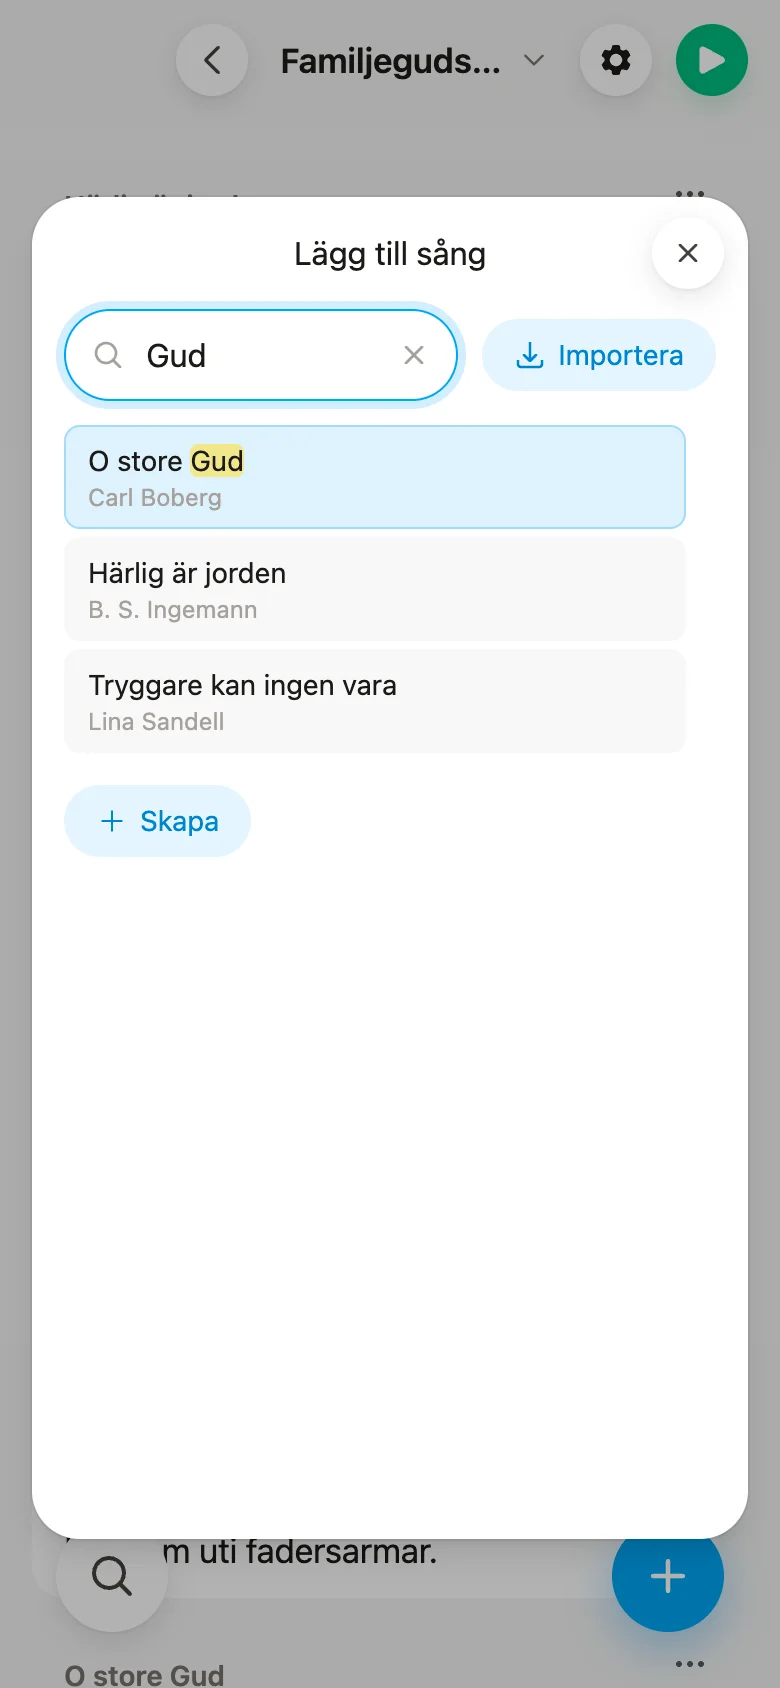 Familjeguds...
Lägg till sång
Gud
Importera
O store Gud
Carl Boberg
Härlig är jorden
B. S. Ingemann
Tryggare kan ingen vara
Lina Sandell
Skapa
m uti fadersarmar.
O store Gud